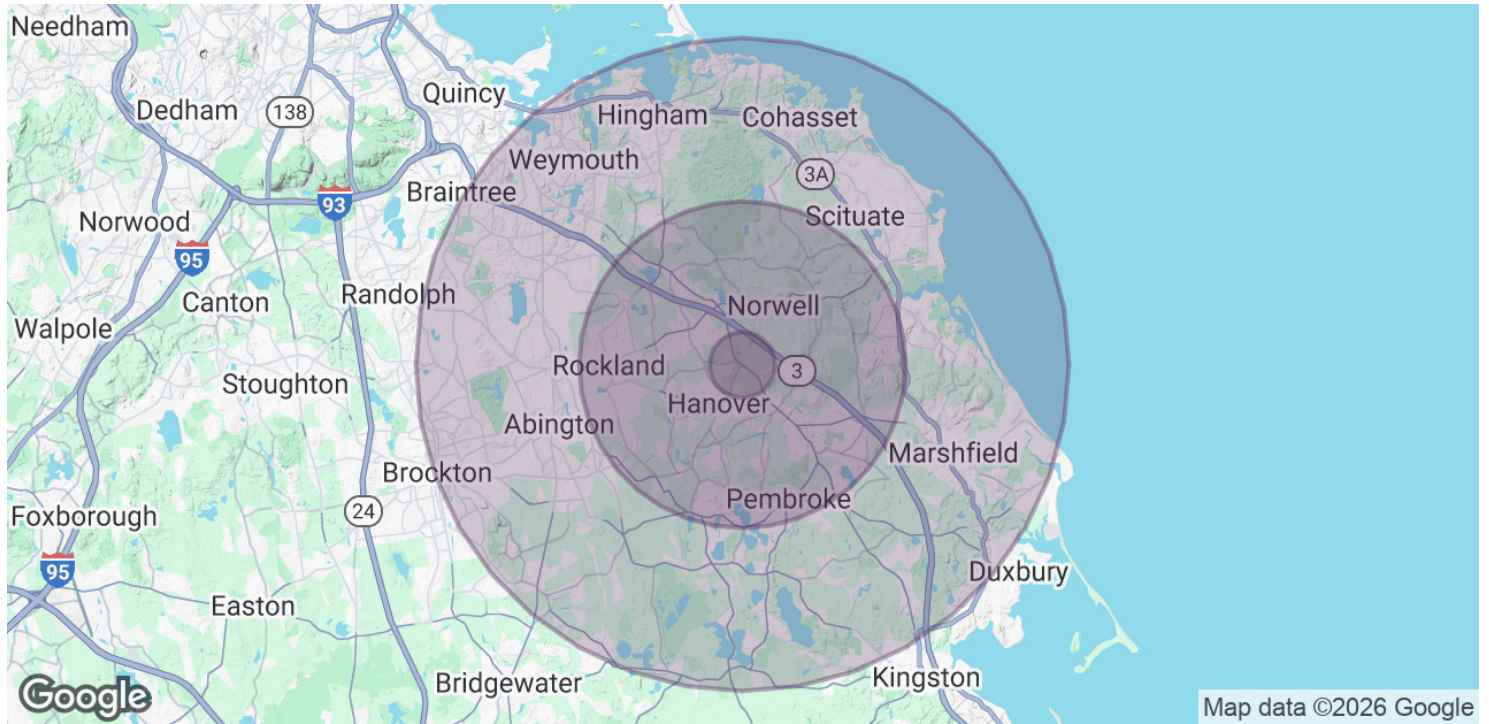 Needham
Quincy
Dedham
138
Hingham
Cohasset
Weymouth
3A
Braintree
93
Norwood
Scituate
95
Canton
Randolph
Norwell
Walpole
Rockland
3
Stoughton
Hanover
Abington
Marshfield
Brockton
Pembroke
24
Foxborough
95
Duxbury
Easton
Kingston
Bridgewater
Google
Map data ©2026 Google